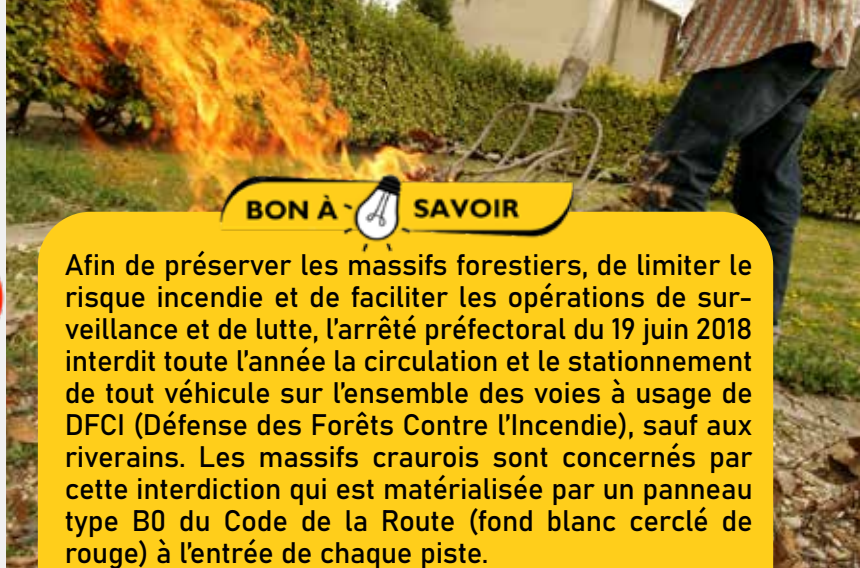 BON À SAVOIR
Afin de préserver les massifs forestiers, de limiter le
risque incendie et de faciliter les opérations de sur-
veillance et de lutte, l’arrêté préfectoral du 19 juin 2018
interdit toute l’année la circulation et le stationnement
de tout véhicule sur l’ensemble des voies à usage de
DFCI (Défense des Forêts Contre l’Incendie), sauf aux
riverains. Les massifs craurois sont concernés par
cette interdiction qui est matérialisée par un panneau
type B0 du Code de la Route (fond blanc cerclé de
rouge) à l’entrée de chaque piste.